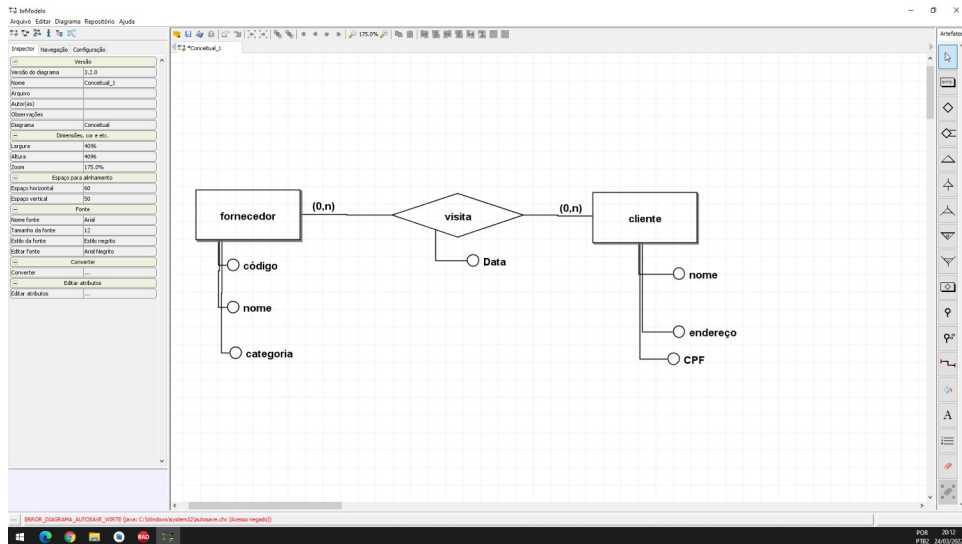 brModelo
Arquivo Editar Diagrama Repositório Ajuda
175.0%
Artefatos
Inspector Navegação Configuração
*Conceitual_1
Versão
Versão do diagrama 3.2.0
Nome Conceitual_1
Arquivo
Autor(es)
Observações
Diagrama Conceitual
Dimensões, cor e etc.
Largura 4096
Altura 4096
Zoom 175.0%
Espaço para alinhamento
Espaço horizontal 60
Espaço vertical 50
Fonte
Nome fonte Arial
Tamanho da fonte 12
Estilo da fonte Estilo negrito
Editar fonte Arial Negrito
Converter
Converter ...
Editar atributos
Editar atributos ...
fornecedor (0,n) visita (0,n) cliente
código Data nome
nome
endereço
categoria
CPF
A
... ERROR_DIAGRAMA_AUTOSAVE_WIRTE (java: C:\Windows\system32\autosave.chc (Acesso negado))
RAD
POR 20:12
PTB2 24/03/202